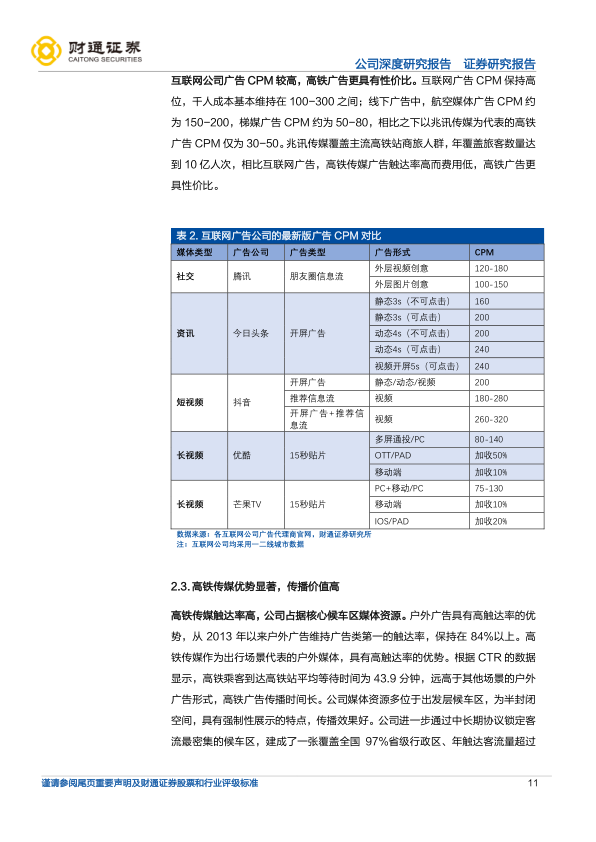 财通证券
CAITONG SECURITIES
公司深度研究报告 证券研究报告
互联网公司广告 CPM 较高，高铁广告更具有性价比。互联网广告 CPM 保持高
位，千人成本基本维持在 100-300 之间；线下广告中，航空媒体广告 CPM 约
为 150-200，梯媒广告 CPM 约为 50-80，相比之下以兆讯传媒为代表的高铁
广告 CPM 仅为 30-50。兆讯传媒覆盖主流高铁站商旅人群，年覆盖旅客数量达
到 10 亿人次，相比互联网广告，高铁传媒广告触达率高而费用低，高铁广告更
具性价比。
表 2. 互联网广告公司的最新版广告 CPM 对比
媒体类型 广告公司 广告类型 广告形式 CPM
社交 腾讯 朋友圈信息流 外层视频创意 120-180
外层图片创意 100-150
资讯 今日头条 开屏广告 静态3s（不可点击） 160
静态3s（可点击） 200
动态4s（不可点击） 200
动态4s（可点击） 240
视频开屏5s（可点击） 240
短视频 抖音 开屏广告 静态/动态/视频 200
推荐信息流 视频 180-280
开屏广告+推荐信息流 视频 260-320
长视频 优酷 15秒贴片 多屏通投/PC 80-140
OTT/PAD 加收50%
移动端 加收10%
长视频 芒果TV 15秒贴片 PC+移动/PC 75-130
移动端 加收10%
IOS/PAD 加收20%
数据来源：各互联网公司广告代理商官网，财通证券研究所
注：互联网公司均采用一二线城市数据
2.3. 高铁传媒优势显著，传播价值高
高铁传媒触达率高，公司占据核心候车区媒体资源。户外广告具有高触达率的优
势，从 2013 年以来户外广告维持广告类第一的触达率，保持在 84%以上。高
铁传媒作为出行场景代表的户外媒体，具有高触达率的优势。根据 CTR 的数据
显示，高铁乘客到达高铁站平均等待时间为 43.9 分钟，远高于其他场景的户外
广告形式，高铁广告传播时间长。公司媒体资源多位于出发层候车区，为半封闭
空间，具有强制性展示的特点，传播效果好。公司进一步通过中长期协议锁定客
流最密集的候车区，建成了一张覆盖全国 97%省级行政区、年触达客流量超过
谨请参阅尾页重要声明及财通证券股票和行业评级标准 11